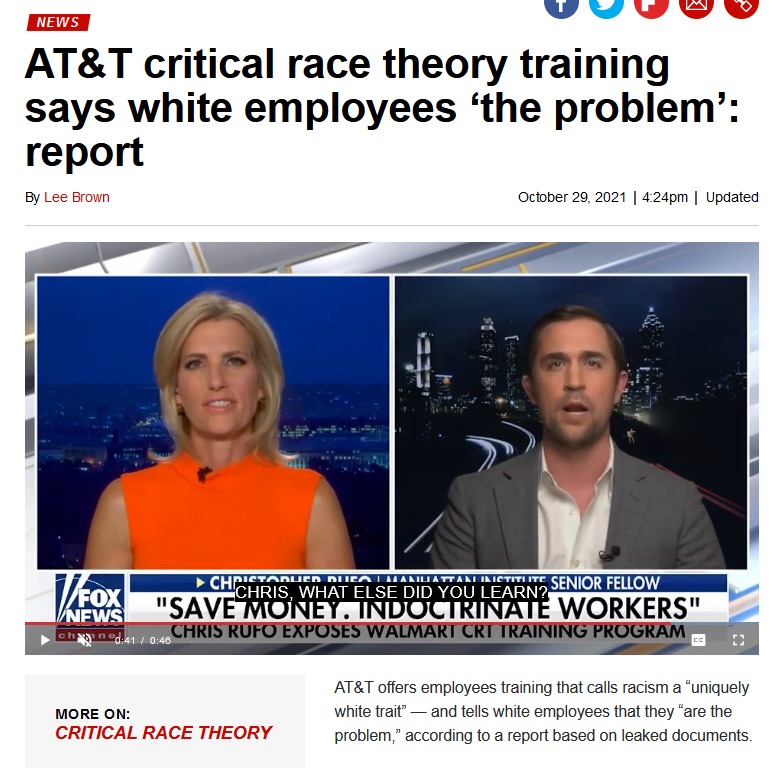 NEWS
AT&T critical race theory training
says white employees ‘the problem’:
report
By Lee Brown
October 29, 2021 | 4:24pm | Updated
CHRISTOPHER RUFO | MANHATTAN INSTITUTE SENIOR FELLOW
CHRIS, WHAT ELSE DID YOU LEARN?
FOX
NEWS
channel
"SAVE MONEY. INDOCTRINATE WORKERS"
CHRIS RUFO EXPOSES WALMART CRT TRAINING PROGRAM
0:41 / 0:46
CC
MORE ON:
CRITICAL RACE THEORY
AT&T offers employees training that calls racism a “uniquely
white trait” — and tells white employees that they “are the
problem,” according to a report based on leaked documents.